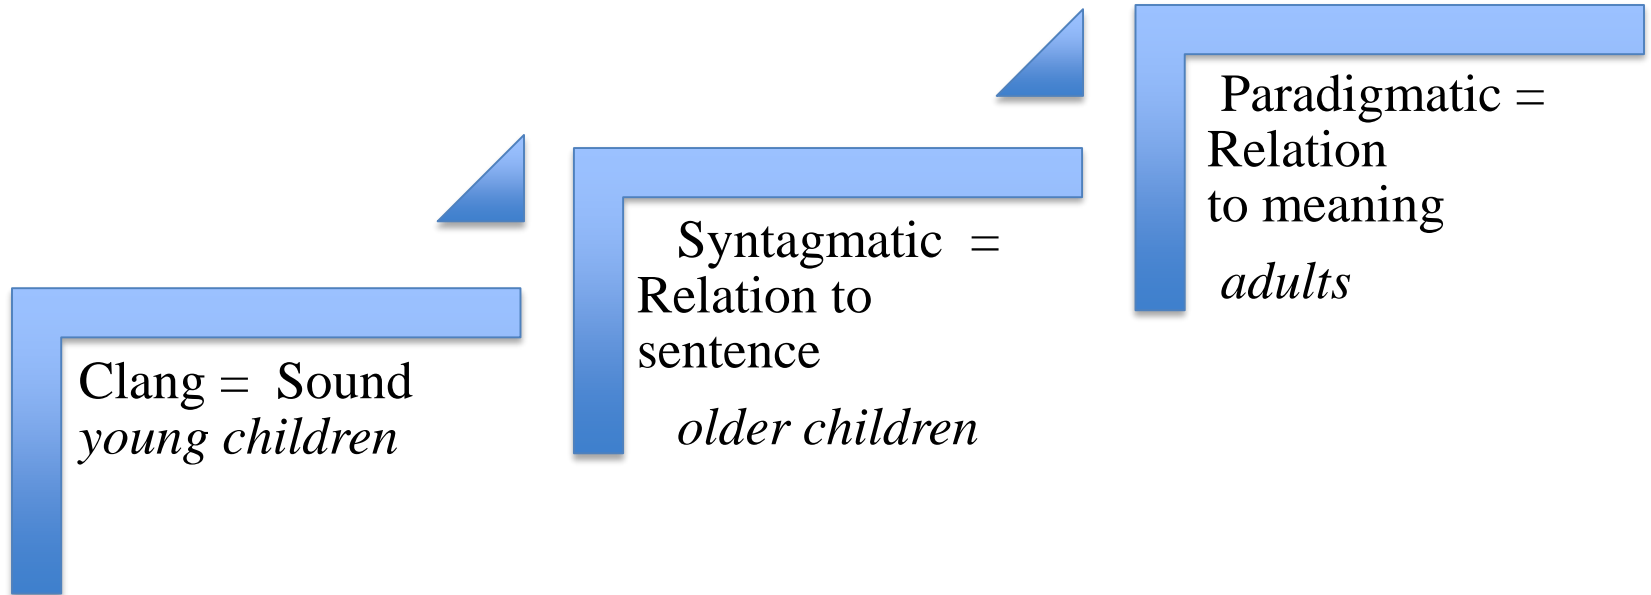 Clang = Sound
young children
Syntagmatic =
Relation to
sentence
older children
Paradigmatic =
Relation
to meaning
adults